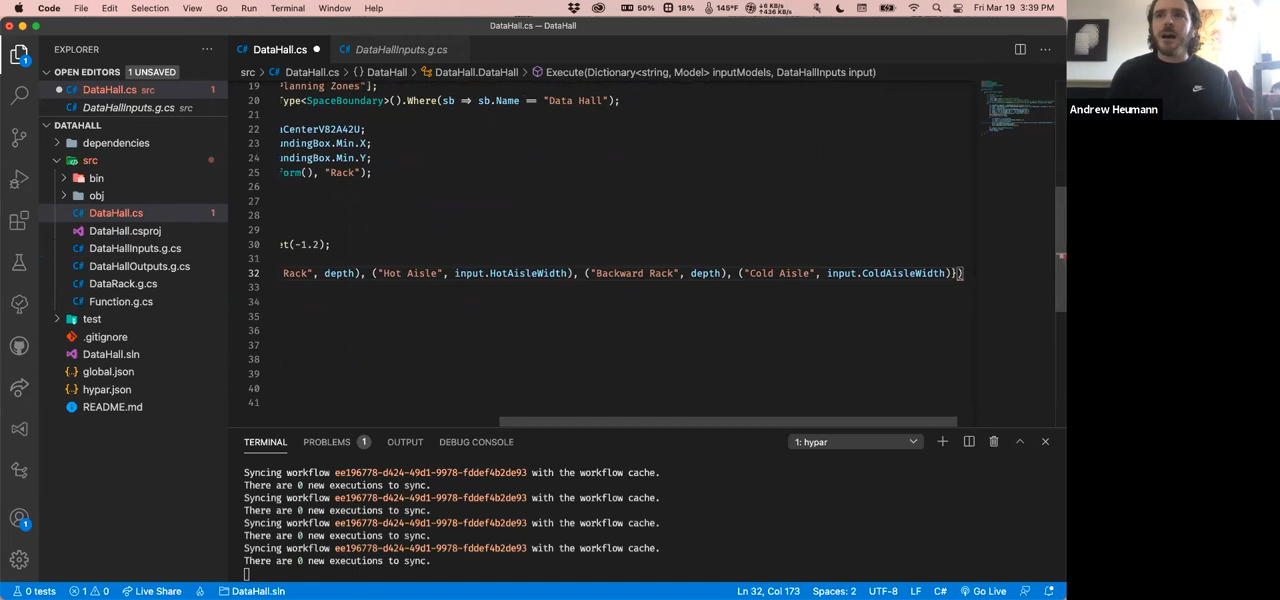 Code File Edit Selection View Go Run Terminal Window Help 50% 18% 145°F ↑6 KB/s ↑436 KB/s Fri Mar 19 3:39 PM
DataHall.cs — DataHall
EXPLORER
DataHall.cs DataHallInputs.g.cs
OPEN EDITORS 1 UNSAVED
src > DataHall.cs > {} DataHall > DataHall.DataHall > Execute(Dictionary<string, Model> inputModels, DataHallInputs input)
DataHall.cs src 1
DataHallInputs.g.cs src
DATAHALL
dependencies
src
bin
obj
DataHall.cs 1
DataHall.csproj
DataHallInputs.g.cs
DataHallOutputs.g.cs
DataRack.g.cs
Function.g.cs
test
.gitignore
DataHall.sln
global.json
hypar.json
README.md
19 lanning Zones"];
20 Type<SpaceBoundary>().Where(sb => sb.Name == "Data Hall");
21
22 aCenterV82A42U;
23 undingBox.Min.X;
24 undingBox.Min.Y;
25 form(), "Rack");
26
27
28
29
30 et(-1.2);
31
32 Rack", depth), ("Hot Aisle", input.HotAisleWidth), ("Backward Rack", depth), ("Cold Aisle", input.ColdAisleWidth)})
33
34
35
36
37
38
39
40
41
TERMINAL PROBLEMS 1 OUTPUT DEBUG CONSOLE 1: hypar
Syncing workflow ee196778-d424-49d1-9978-fddef4b2de93 with the workflow cache.
There are 0 new executions to sync.
Syncing workflow ee196778-d424-49d1-9978-fddef4b2de93 with the workflow cache.
There are 0 new executions to sync.
Syncing workflow ee196778-d424-49d1-9978-fddef4b2de93 with the workflow cache.
There are 0 new executions to sync.
Syncing workflow ee196778-d424-49d1-9978-fddef4b2de93 with the workflow cache.
There are 0 new executions to sync.
0 tests 1 0 Live Share DataHall.sln Ln 32, Col 173 Spaces: 2 UTF-8 LF C# Go Live
Andrew Heumann